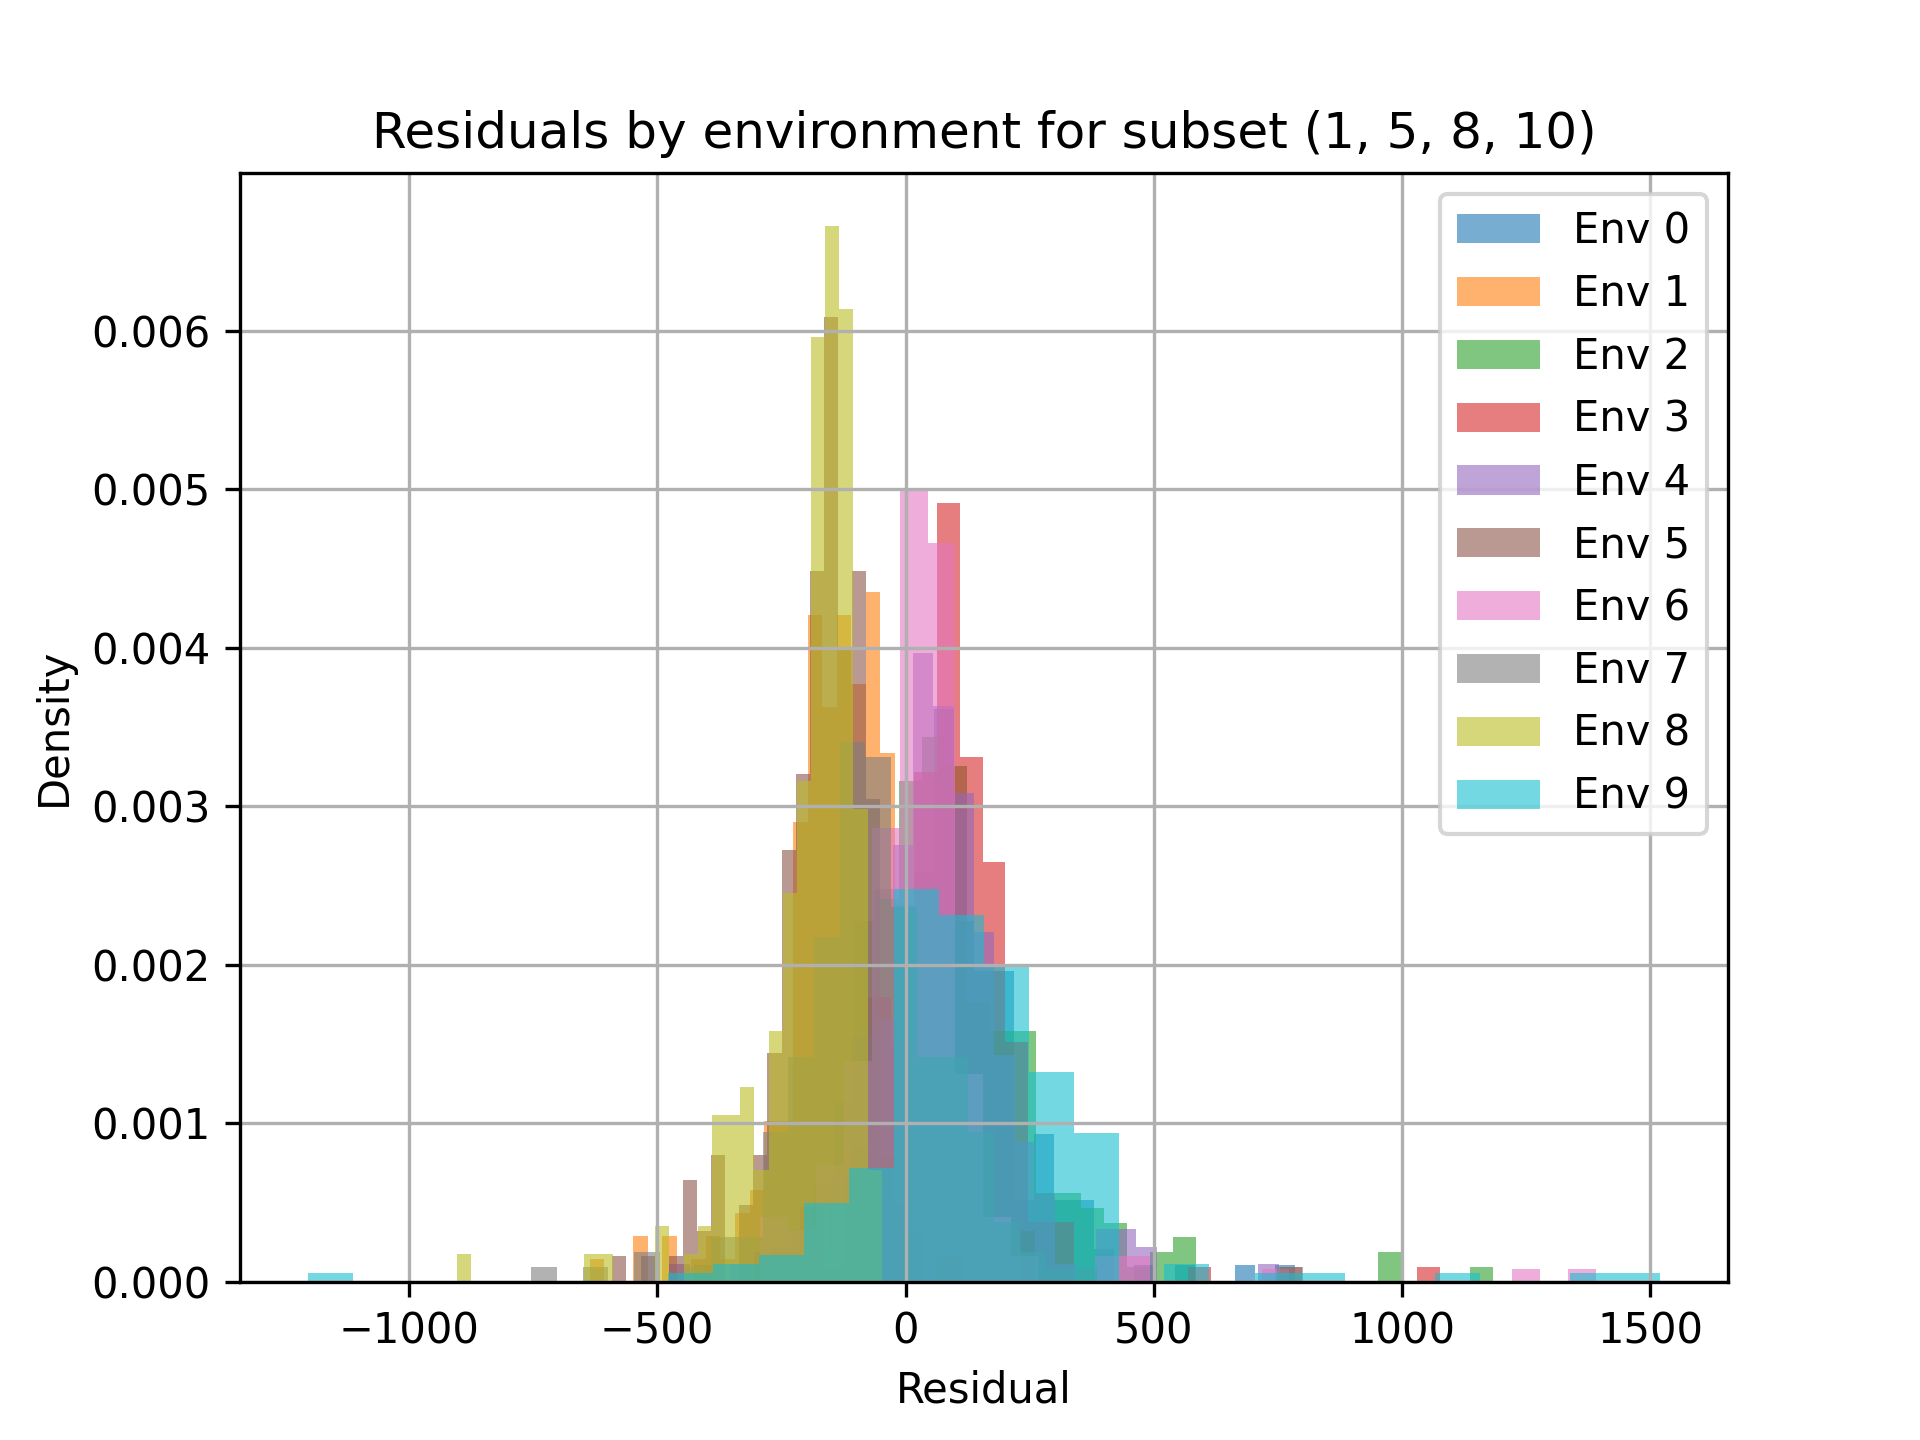 Residuals by environment for subset (1, 5, 8, 10)
Env 0
Env 1
Env 2
Env 3
Env 4
Env 5
Env 6
Env 7
Env 8
Env 9
Density
0.006
0.005
0.004
0.003
0.002
0.001
0.000
−1000 −500 0 500 1000 1500
Residual